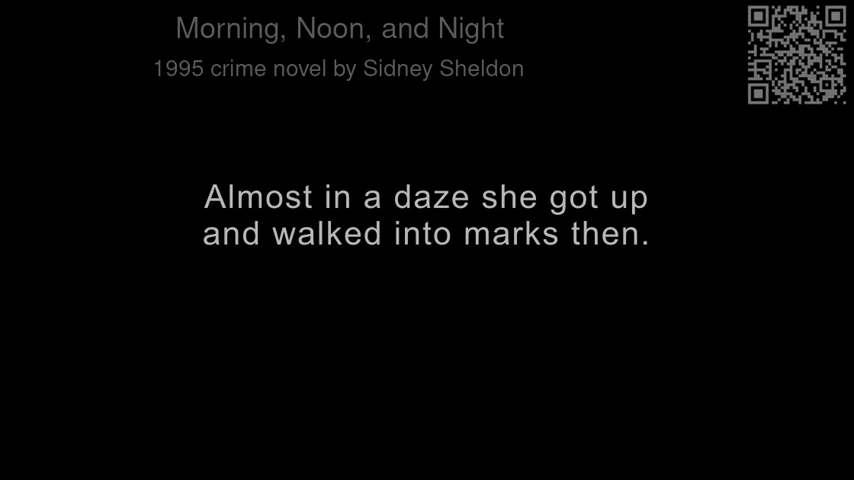 Morning, Noon, and Night
1995 crime novel by Sidney Sheldon
Almost in a daze she got up
and walked into marks then.